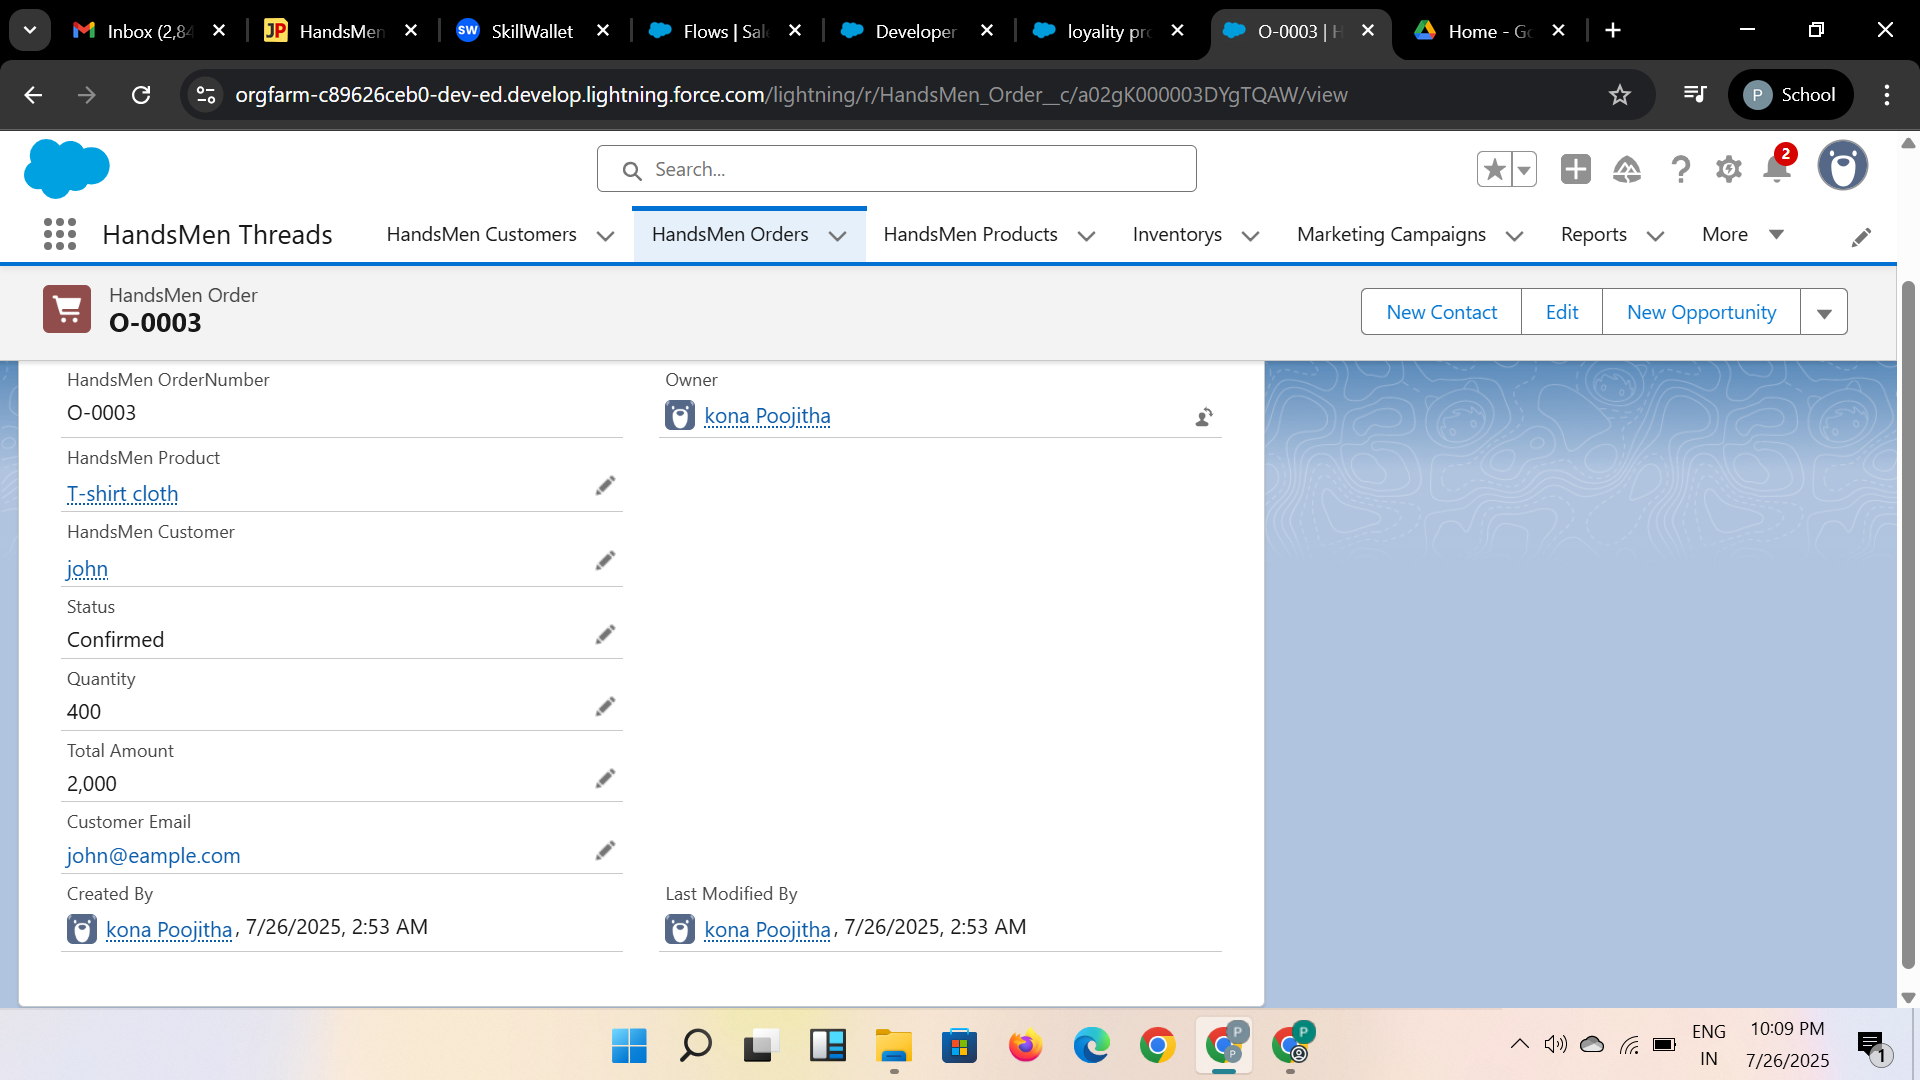 Inbox (2,84
HandsMen
SkillWallet
Flows | Sal
Developer
loyality pro
O-0003 | H
Home - Go
orgfarm-c89626ceb0-dev-ed.develop.lightning.force.com/lightning/r/HandsMen_Order__c/a02gK000003DYgTQAW/view
P School
Search...
2
HandsMen Threads
HandsMen Customers
HandsMen Orders
HandsMen Products
Inventorys
Marketing Campaigns
Reports
More
HandsMen Order
O-0003
New Contact
Edit
New Opportunity
HandsMen OrderNumber
O-0003
Owner
kona Poojitha
HandsMen Product
T-shirt cloth
HandsMen Customer
john
Status
Confirmed
Quantity
400
Total Amount
2,000
Customer Email
john@eample.com
Created By
kona Poojitha, 7/26/2025, 2:53 AM
Last Modified By
kona Poojitha, 7/26/2025, 2:53 AM
ENG
IN
10:09 PM
7/26/2025
1